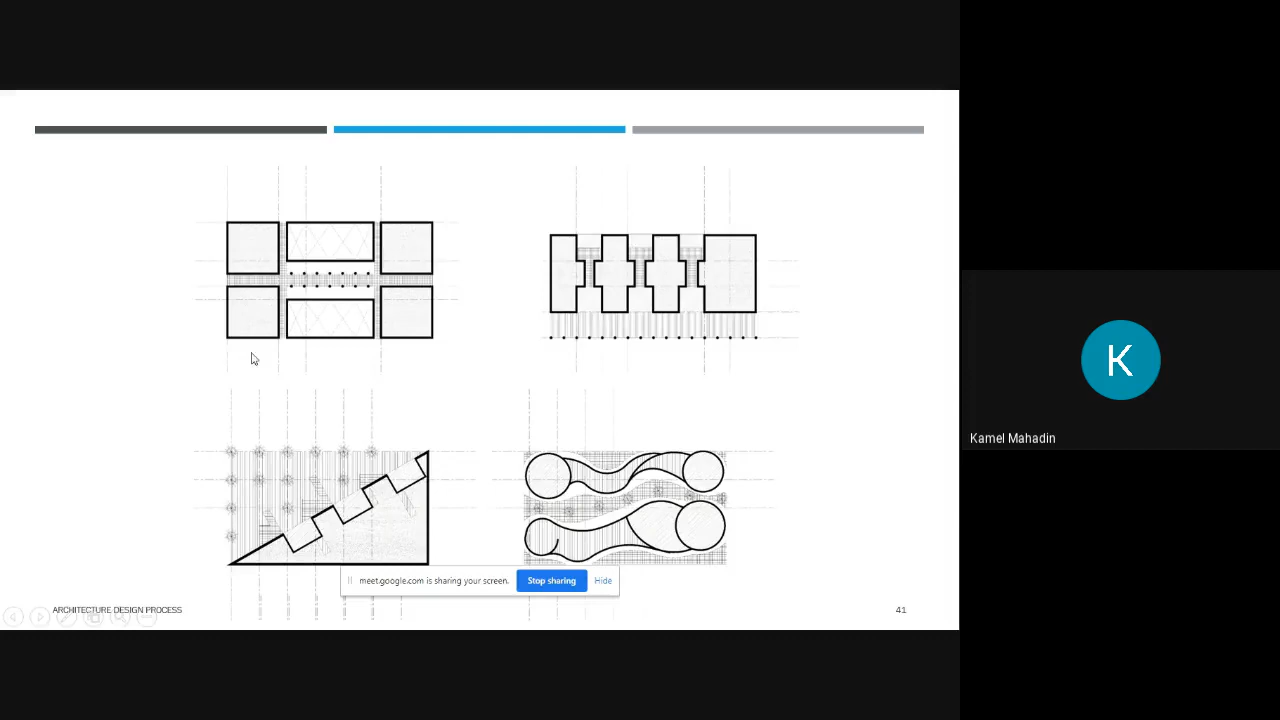 K
Kamel Mahadin
meet.google.com is sharing your screen.
Stop sharing
Hide
ARCHITECTURE DESIGN PROCESS
41